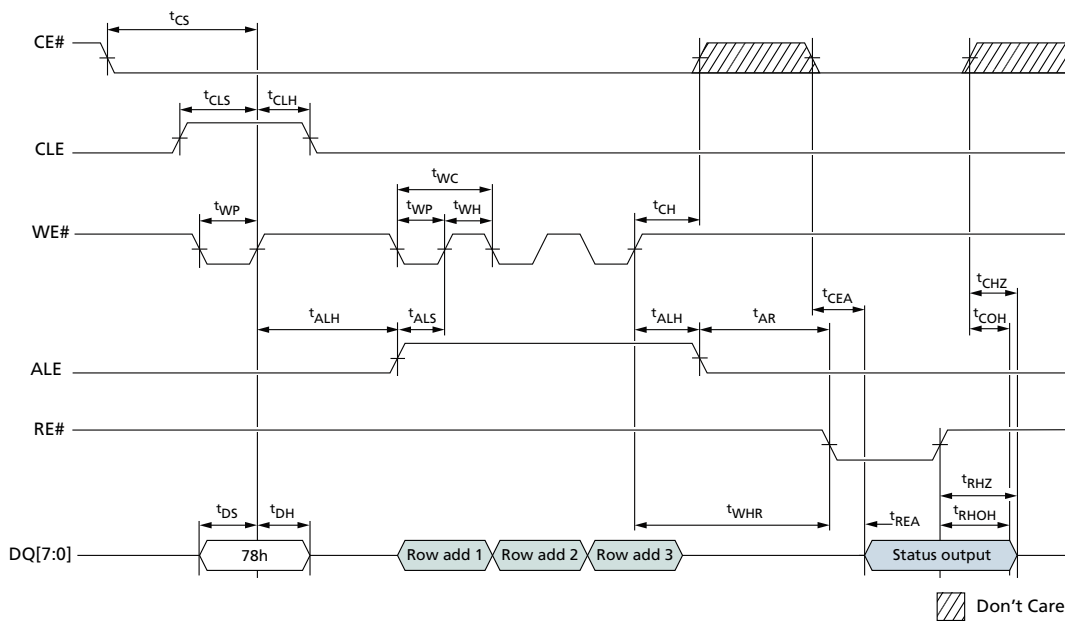 tCS
CE#
tCLS
tCLH
CLE
tWC
tWP
tWP
tWH
tCH
WE#
tCEA
tCHZ
tALH
tALS
tALH
tAR
tCOH
ALE
RE#
tRHZ
tDS
tDH
tWHR
tREA
tRHOH
DQ[7:0]
78h
Row add 1
Row add 2
Row add 3
Status output
Don't Care